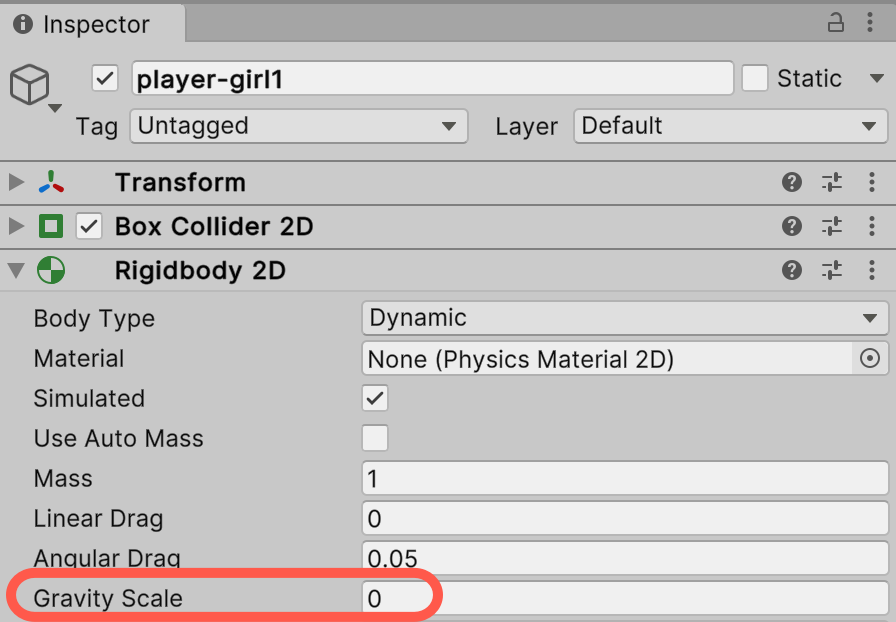 Inspector
player-girl1 Static
Tag Untagged Layer Default
Transform
Box Collider 2D
Rigidbody 2D
Body Type Dynamic
Material None (Physics Material 2D)
Simulated
Use Auto Mass
Mass 1
Linear Drag 0
Angular Drag 0.05
Gravity Scale 0